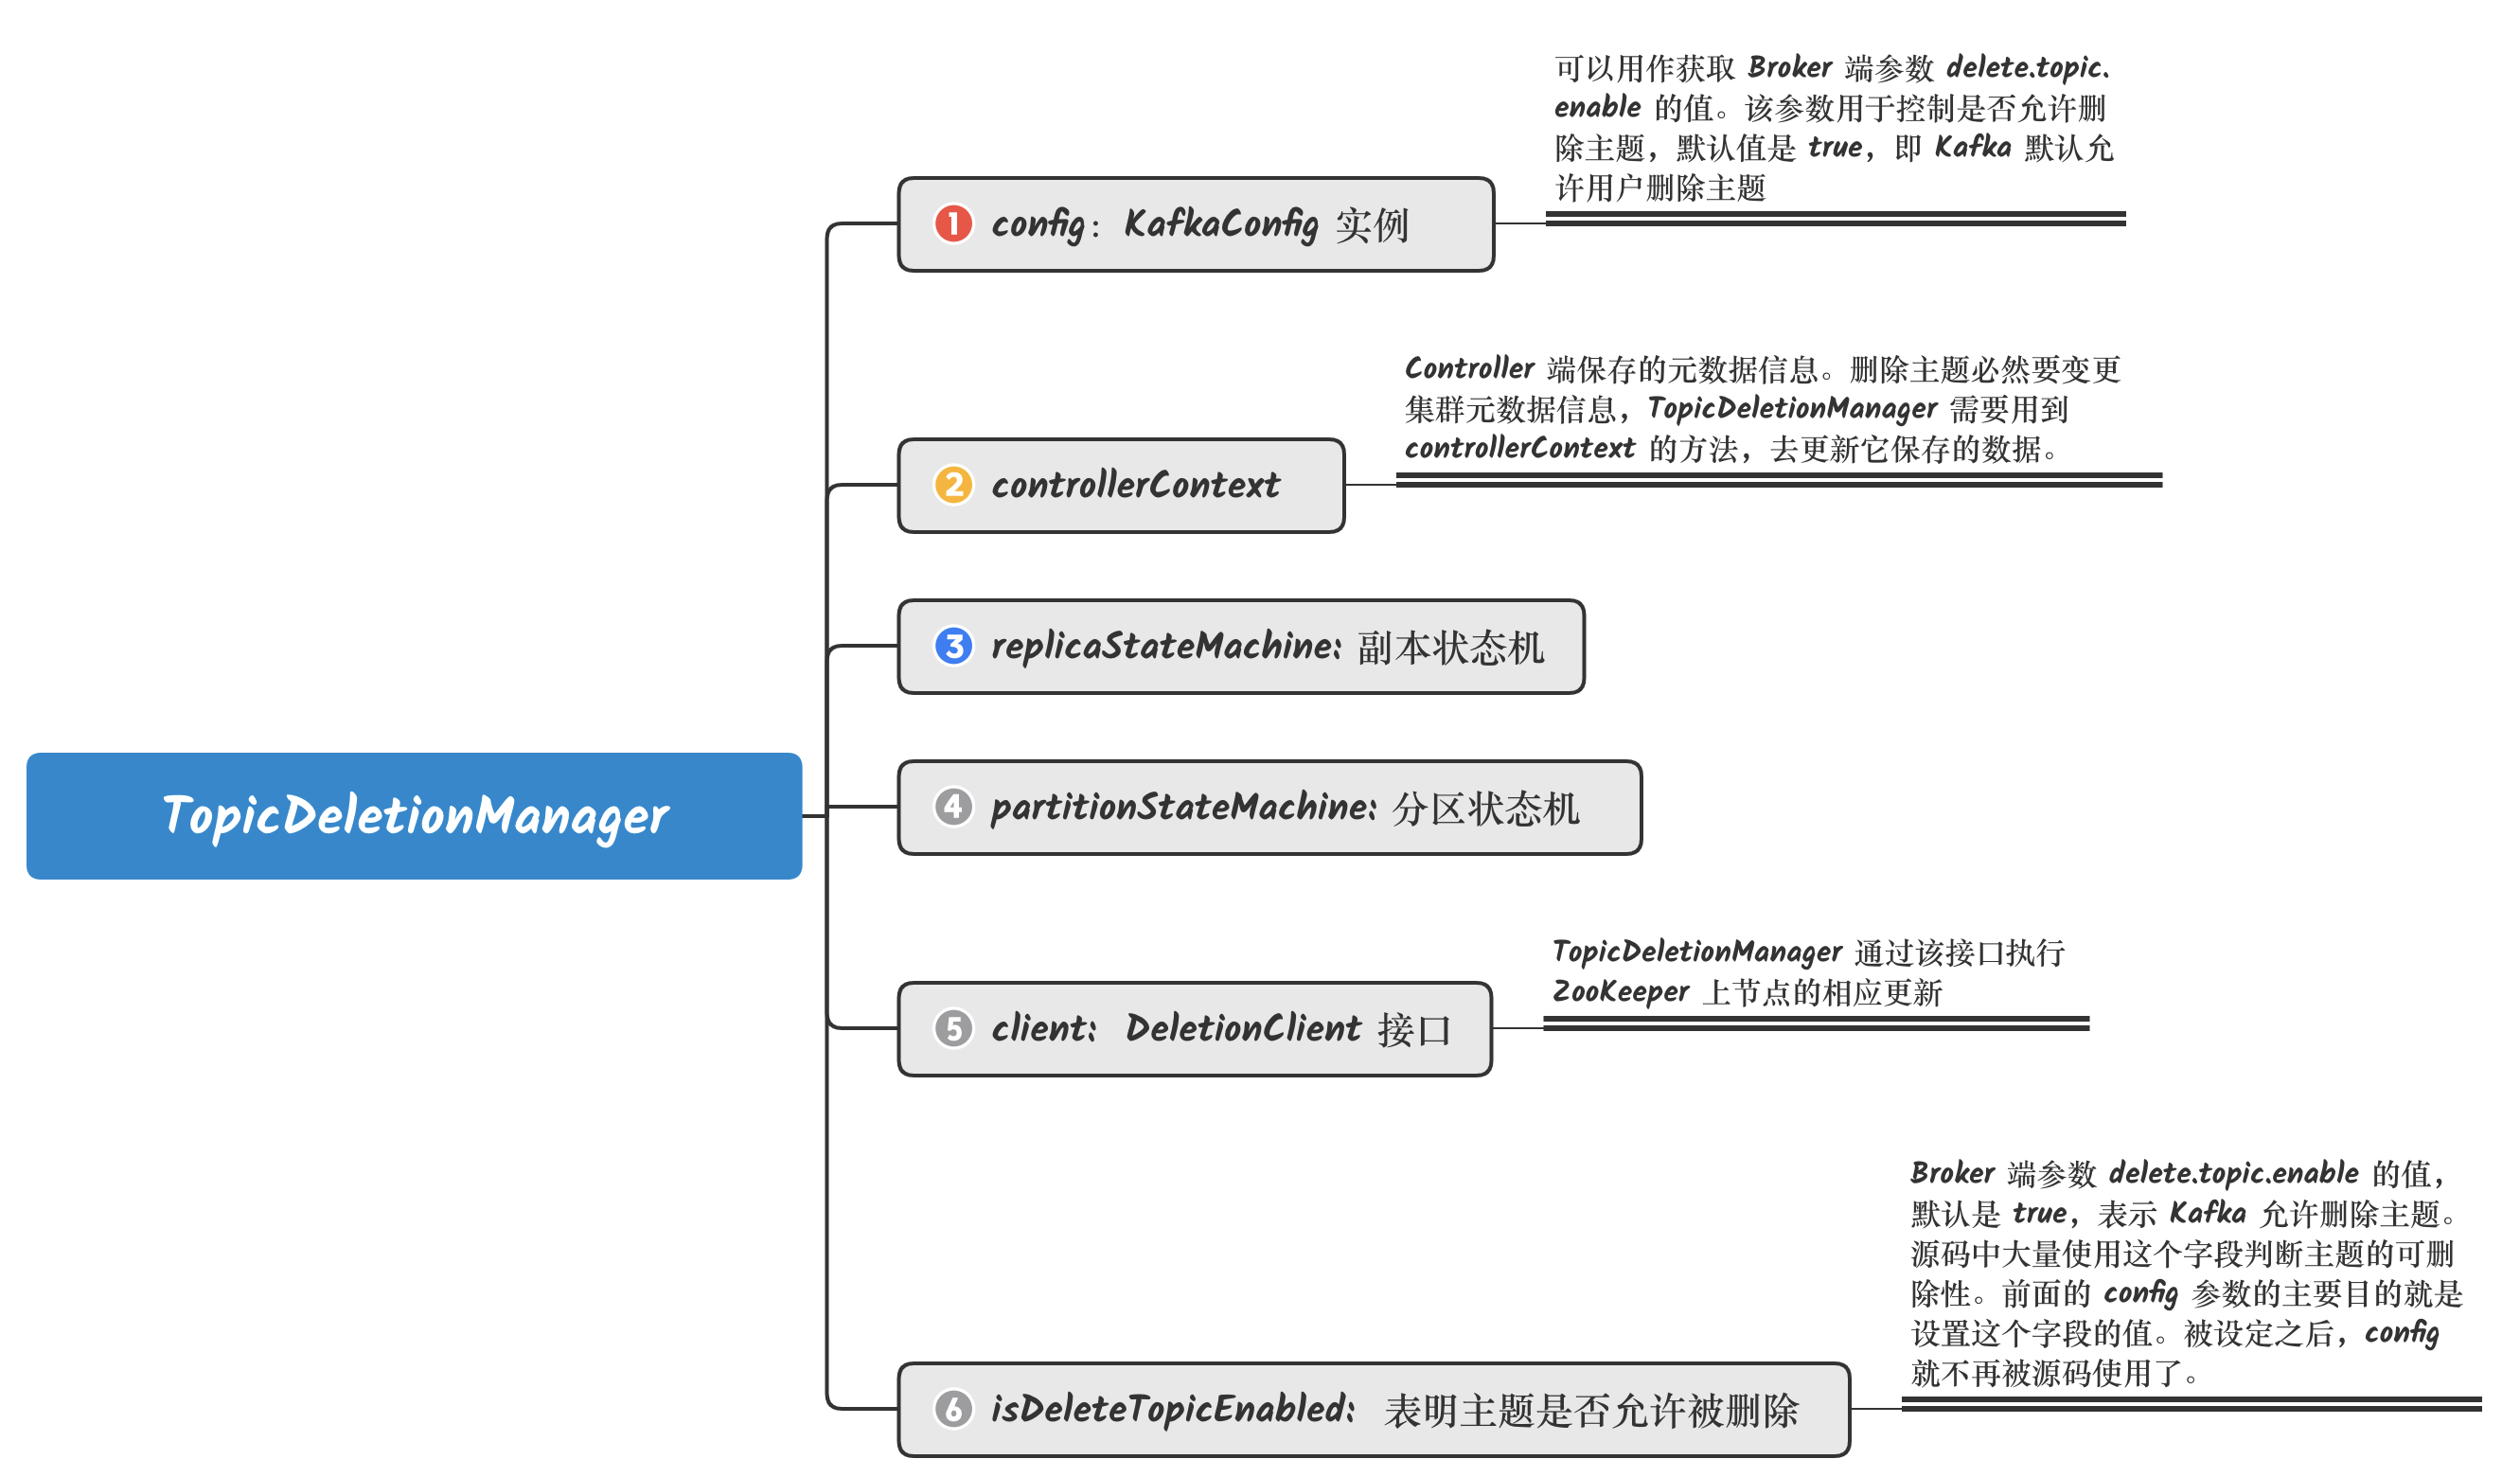 TopicDeletionManager
1 config：KafkaConfig 实例
可以用作获取 Broker 端参数 delete.topic.
enable 的值。该参数用于控制是否允许删
除主题，默认值是 true，即 Kafka 默认允
许用户删除主题
2 controllerContext
Controller 端保存的元数据信息。删除主题必然要变更
集群元数据信息，TopicDeletionManager 需要用到
controllerContext 的方法，去更新它保存的数据。
3 replicaStateMachine: 副本状态机
4 partitionStateMachine: 分区状态机
5 client: DeletionClient 接口
TopicDeletionManager 通过该接口执行
ZooKeeper 上节点的相应更新
6 isDeleteTopicEnabled: 表明主题是否允许被删除
Broker 端参数 delete.topic.enable 的值，
默认是 true，表示 Kafka 允许删除主题。
源码中大量使用这个字段判断主题的可删
除性。前面的 config 参数的主要目的就是
设置这个字段的值。被设定之后，config
就不再被源码使用了。